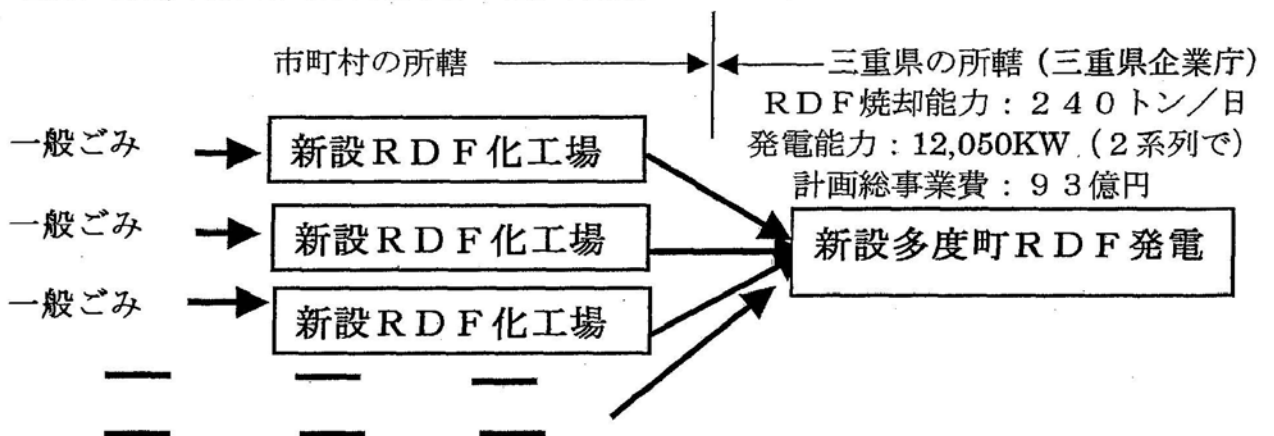 市町村の所轄
三重県の所轄（三重県企業庁）
ＲＤＦ焼却能力：２４０トン／日
発電能力：12,050KW（２系列で）
計画総事業費：９３億円
一般ごみ
新設ＲＤＦ化工場
一般ごみ
新設ＲＤＦ化工場
新設多度町ＲＤＦ発電
一般ごみ
新設ＲＤＦ化工場